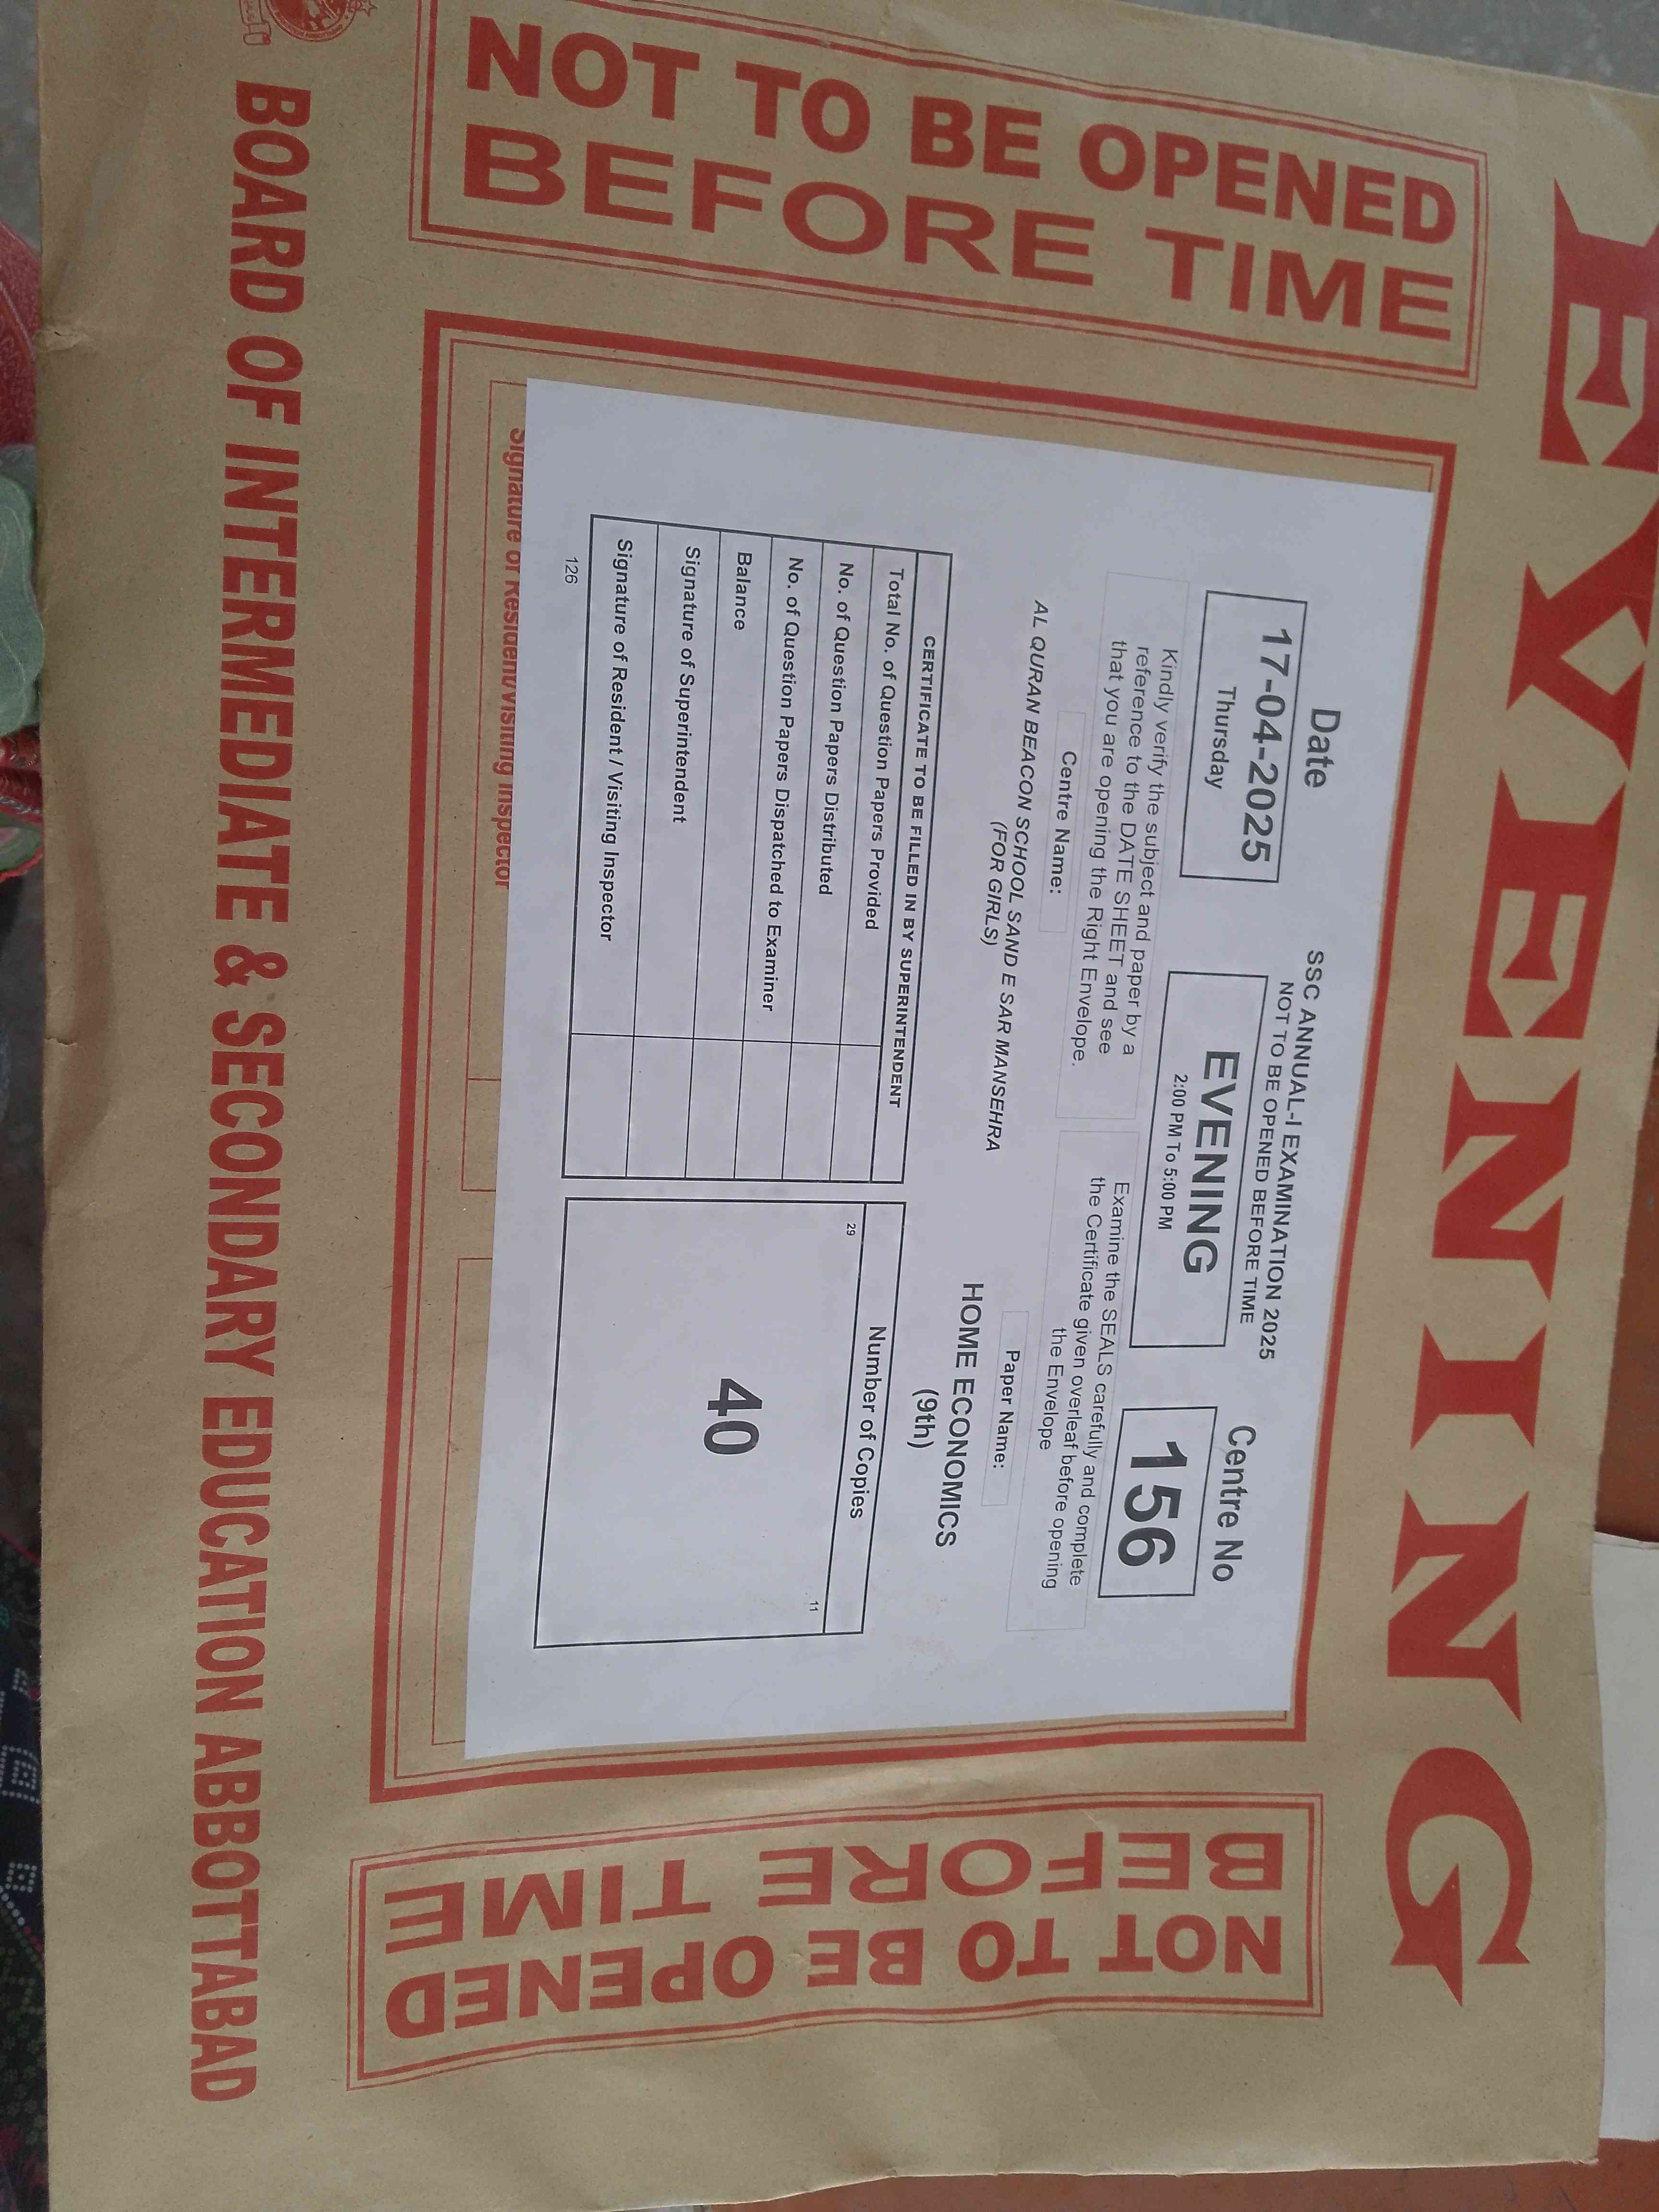 EVENING
NOT TO BE OPENED
BEFORE TIME
Date
17-04-2025
Thursday
SSC ANNUAL-I EXAMINATION 2025
NOT TO BE OPENED BEFORE TIME
EVENING
2:00 PM To 5:00 PM
Centre No
156
Kindly verify the subject and paper by a
reference to the DATE SHEET and see
that you are opening the Right Envelope.
Examine the SEALS carefully and complete
the Certificate given overleaf before opening
the Envelope
Centre Name:
AL QURAN BEACON SCHOOL SAND E SAR MANSEHRA
(FOR GIRLS)
Paper Name:
HOME ECONOMICS
(9th)
CERTIFICATE TO BE FILLED IN BY SUPERINTENDENT
Total No. of Question Papers Provided
No. of Question Papers Distributed
No. of Question Papers Dispatched to Examiner
Balance
Signature of Superintendent
Signature of Resident / Visiting Inspector
126
Number of Copies
29
11
40
Signature of Resident/Visiting Inspector
NOT TO BE OPENED
BEFORE TIME
BOARD OF INTERMEDIATE & SECONDARY EDUCATION ABBOTTABAD